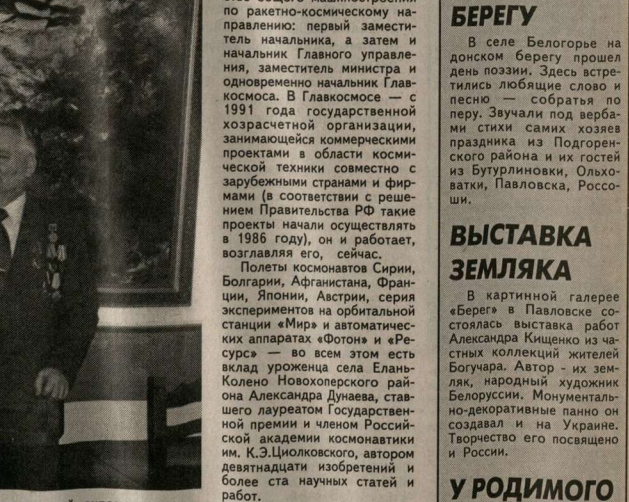 по ракетно-космическому на-
правлению: первый замести-
тель начальника, а затем и
начальник Главного управле-
ния, заместитель министра и
одновременно начальник Глав-
космоса. В Главкосмосе — с
1991 года государственной
хозрасчетной организации,
занимающейся коммерческими
проектами в области косми-
ческой техники совместно с
зарубежными странами и фир-
мами (в соответствии с реше-
нием Правительства РФ такие
проекты начали осуществлять
в 1986 году), он и работает,
возглавляя его, сейчас.
Полеты космонавтов Сирии,
Болгарии, Афганистана, Фран-
ции, Японии, Австрии, серия
экспериментов на орбитальной
станции «Мир» и автоматичес-
ких аппаратах «Фотон» и «Ре-
сурс» — во всем этом есть
вклад уроженца села Елань-
Колено Новохоперского рай-
она Александра Дунаева, став-
шего лауреатом Государствен-
ной премии и членом Россий-
ской академии космонавтики
им. К.Э.Циолковского, автором
девятнадцати изобретений и
более ста научных статей и
работ.
БЕРЕГУ
В селе Белогорье на
донском берегу прошел
день поэзии. Здесь встре-
тились любящие слово и
песню — собратья по
перу. Звучали под верба-
ми стихи самих хозяев
праздника из Подгорен-
ского района и их гостей
из Бутурлиновки, Ольхо-
ватки, Павловска, Россо-
ши.
ВЫСТАВКА
ЗЕМЛЯКА
В картинной галерее
«Берег» в Павловске со-
стоялась выставка работ
Александра Кищенко из ча-
стных коллекций жителей
Богучара. Автор - их зем-
ляк, народный художник
Белоруссии. Монументаль-
но-декоративные панно он
создавал и на Украине.
Творчество его посвящено
и России.
У РОДИМОГО